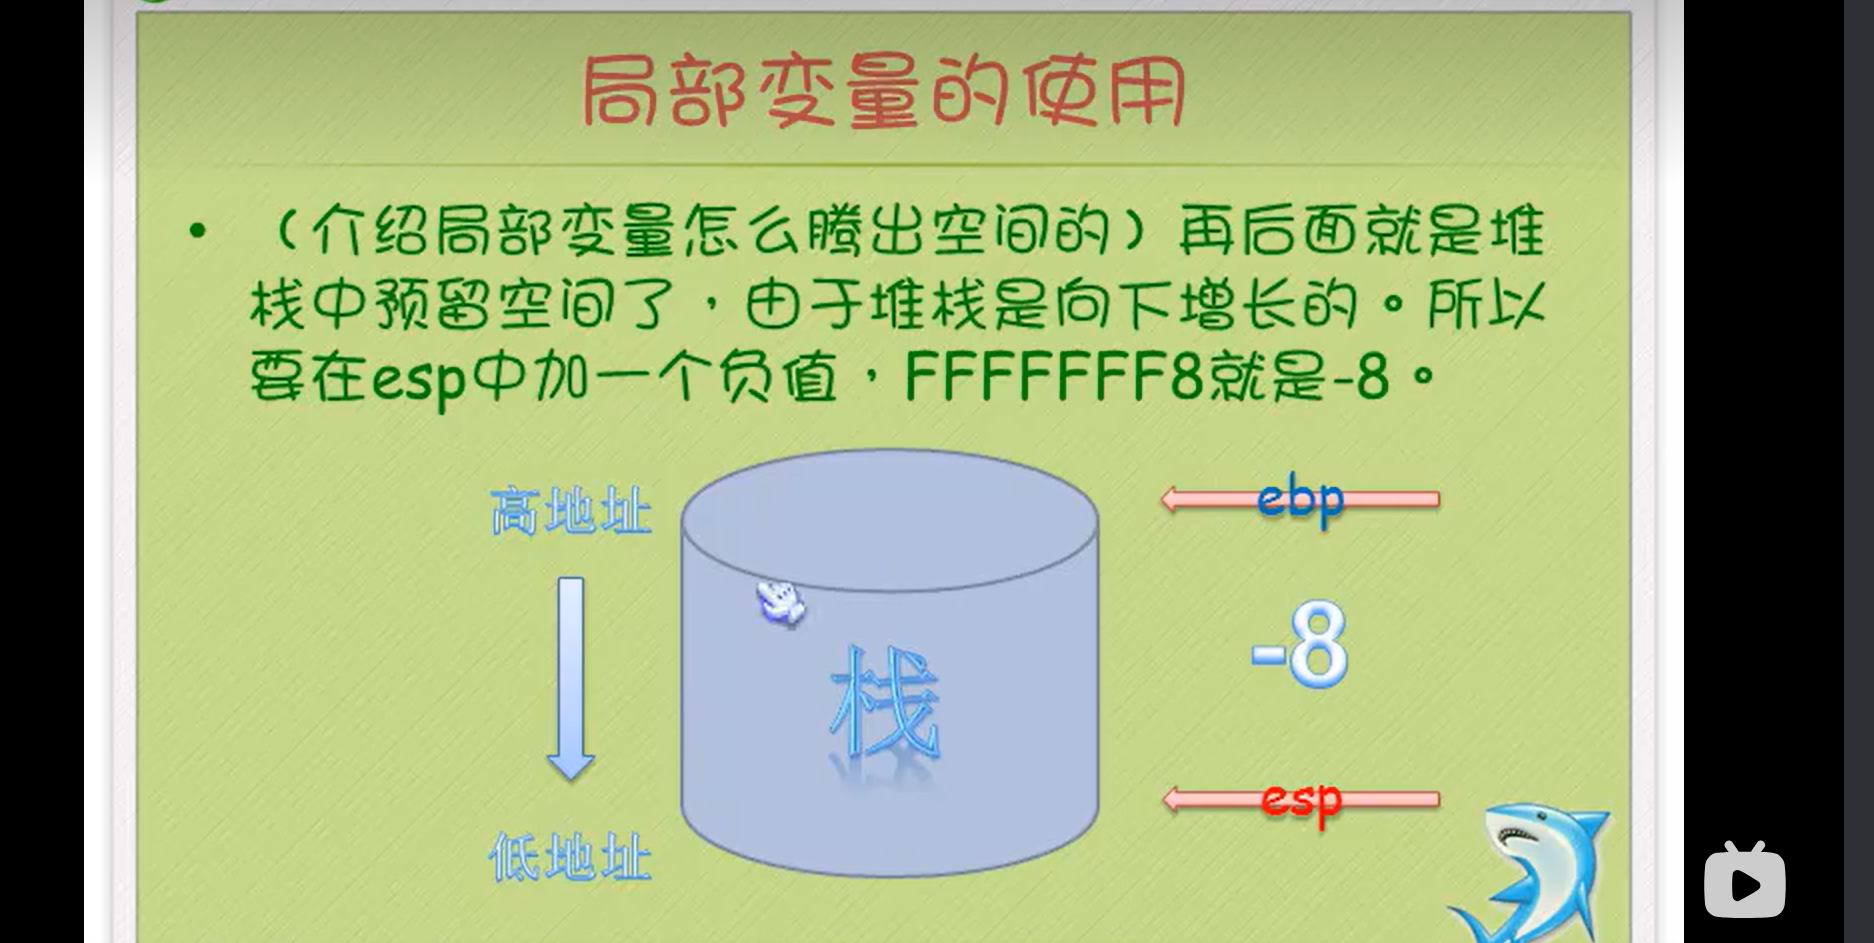 局部变量的使用
• （介绍局部变量怎么腾出空间的）再后面就是堆
栈中预留空间了，由于堆栈是向下增长的。所以
要在esp中加一个负值，FFFFFFF8就是-8。
高地址
ebp
-8
栈
esp
低地址